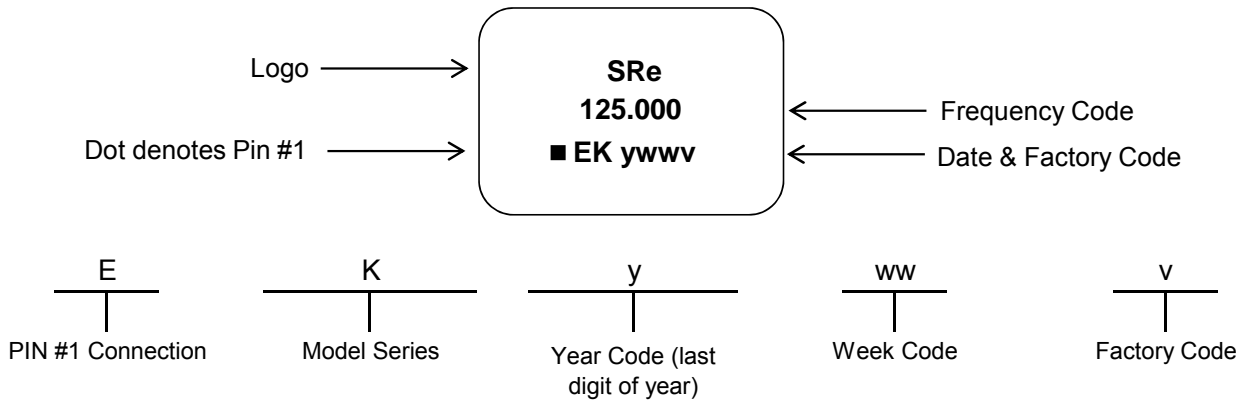 Logo
SRe
125.000
Frequency Code
Dot denotes Pin #1
■ EK ywwv
Date & Factory Code
E
K
y
ww
v
PIN #1 Connection
Model Series
Year Code (last
digit of year)
Week Code
Factory Code